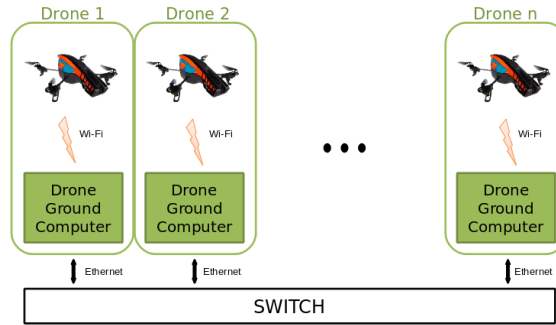 Drone 1
Drone 2
Drone n
Wi-Fi
Wi-Fi
Wi-Fi
Drone
Ground
Computer
Drone
Ground
Computer
Drone
Ground
Computer
Ethernet
Ethernet
Ethernet
SWITCH